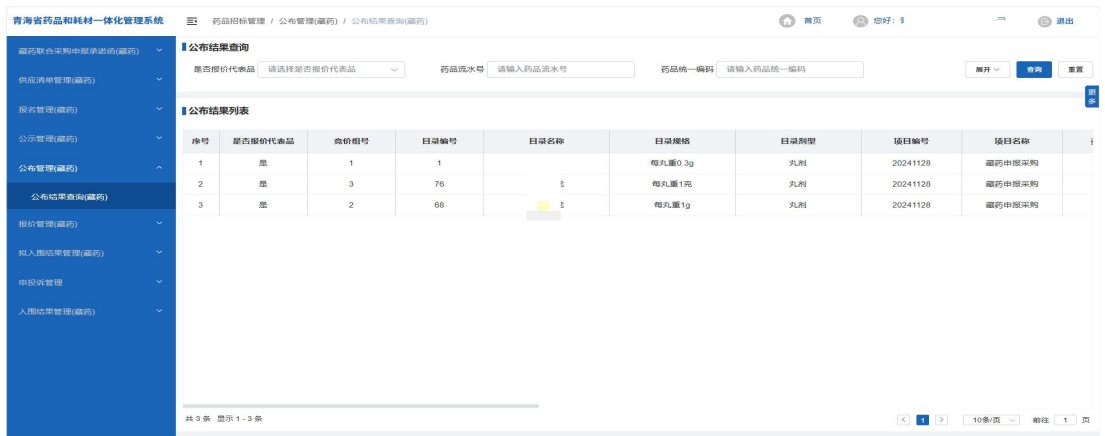 青海省药品和耗材一体化管理系统
药品招标管理 / 公布管理(藏药) / 公布结果查询(藏药)
首页
您好:
退出
藏药联合采购申报承诺函(藏药)
供应清单管理(藏药)
报名管理(藏药)
公示管理(藏药)
公布管理(藏药)
公布结果查询(藏药)
报价管理(藏药)
拟入围结果管理(藏药)
申投诉管理
入围结果管理(藏药)
公布结果查询
是否报价代表品 请选择是否报价代表品 药品流水号 请输入药品流水号 药品统一编码 请输入药品统一编码 展开 查询 重置
更多
公布结果列表
序号 是否报价代表品 竞价组号 目录编号 目录名称 目录规格 目录剂型 项目编号 项目名称
1 是 1 1 每丸重0.3g 丸剂 20241128 藏药申报采购
2 是 3 76 每丸重1克 丸剂 20241128 藏药申报采购
3 是 2 68 每丸重1g 丸剂 20241128 藏药申报采购
共 3 条 显示 1 - 3 条
1 10条/页 前往 1 页